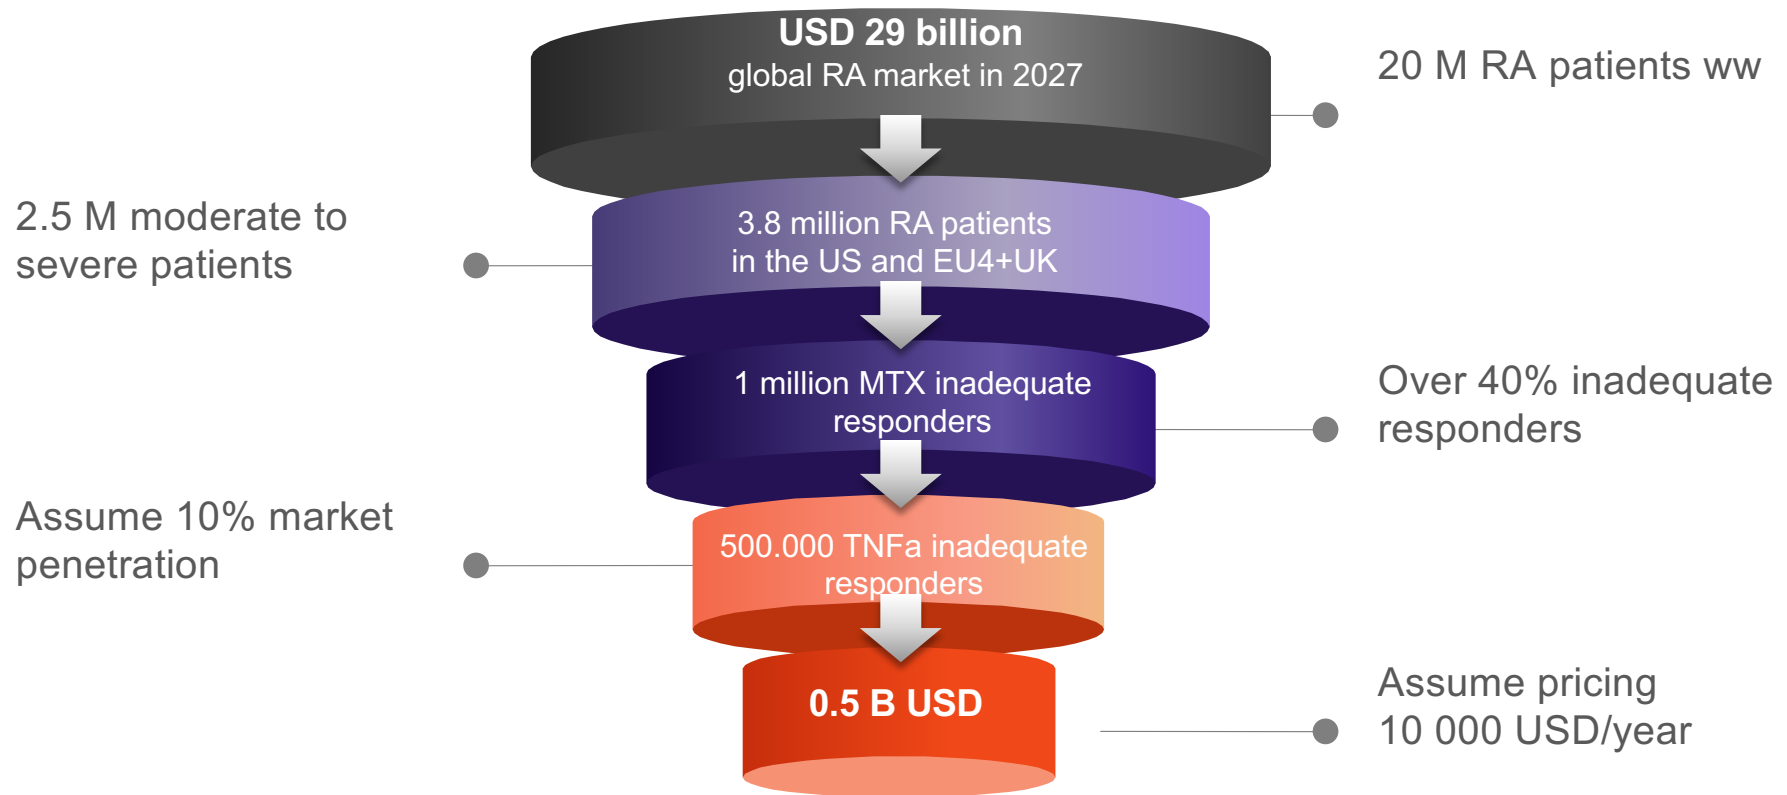 USD 29 billion
global RA market in 2027
20 M RA patients ww
2.5 M moderate to
severe patients
3.8 million RA patients
in the US and EU4+UK
1 million MTX inadequate
responders
Over 40% inadequate
responders
Assume 10% market
penetration
500.000 TNFa inadequate
responders
0.5 B USD
Assume pricing
10 000 USD/year